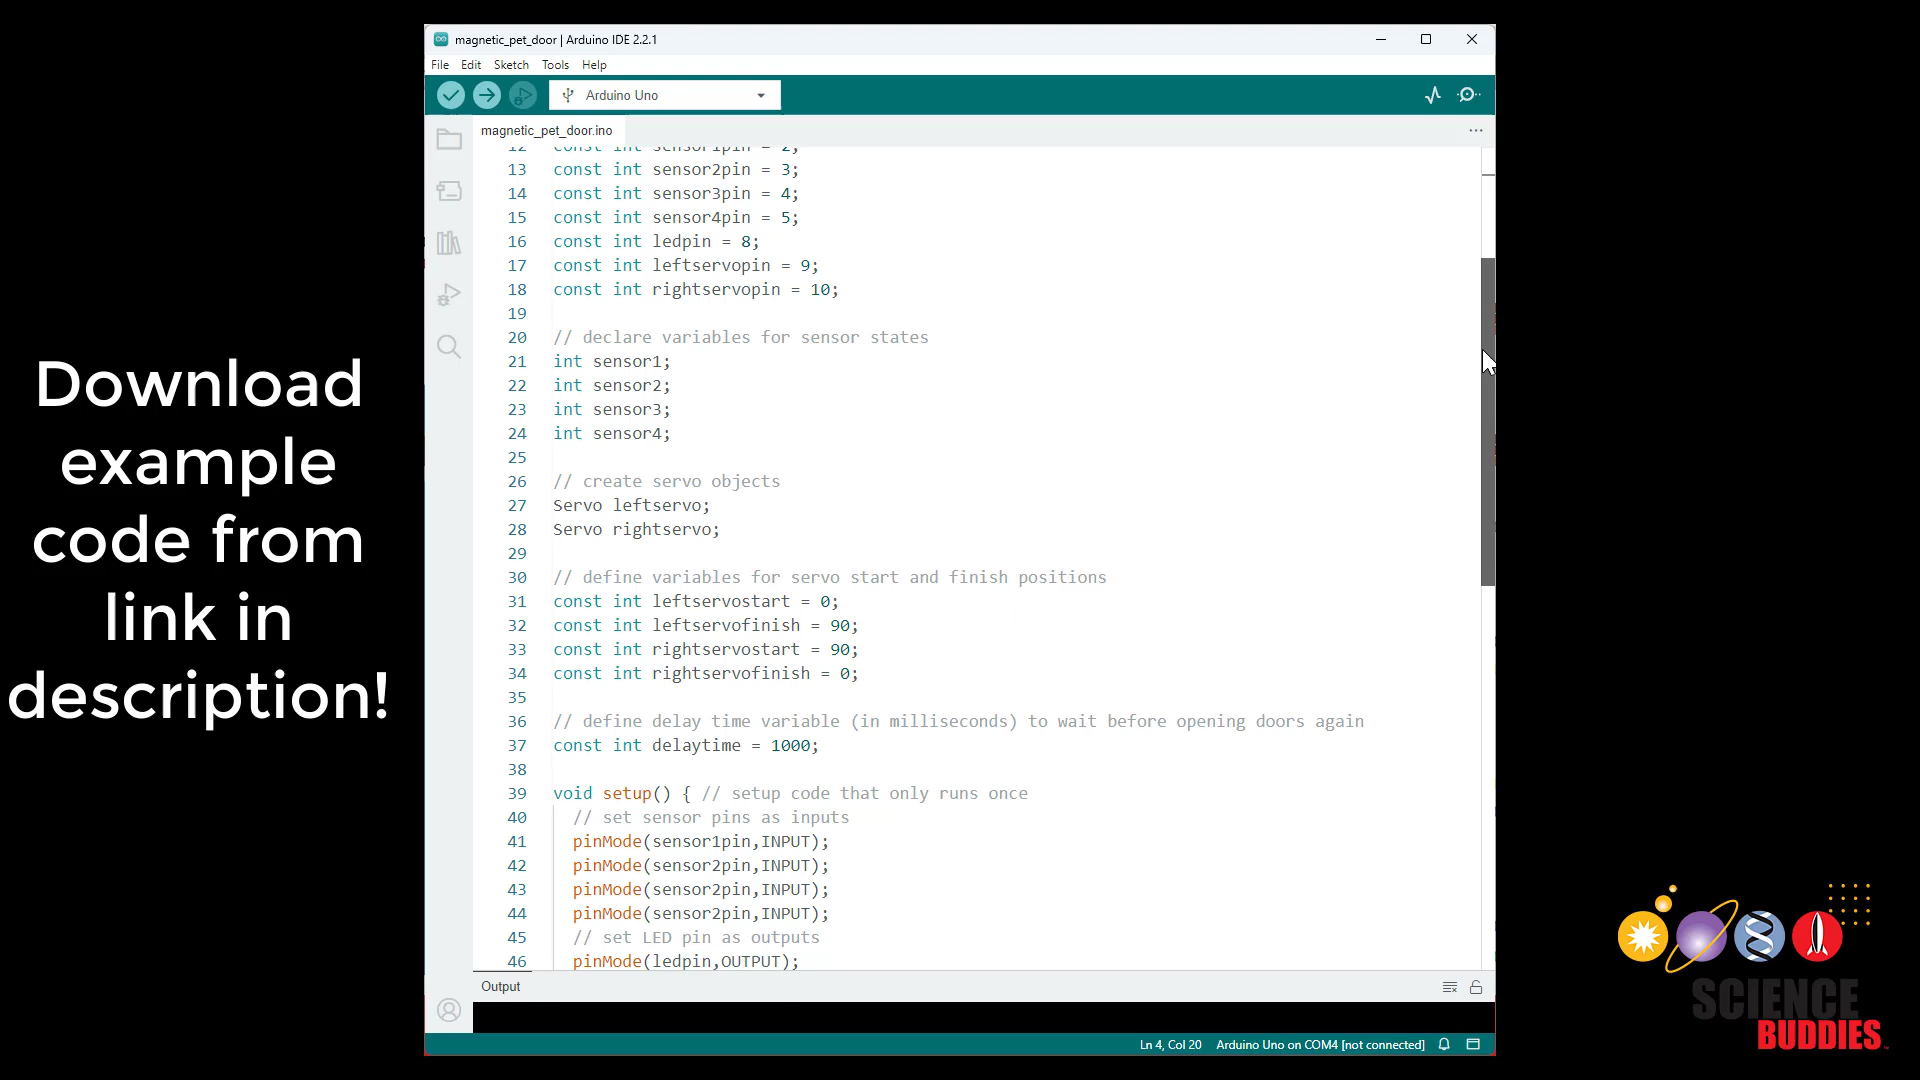 magnetic_pet_door | Arduino IDE 2.2.1
File Edit Sketch Tools Help
Arduino Uno
magnetic_pet_door.ino
12 const int sensor1pin = 2;
13 const int sensor2pin = 3;
14 const int sensor3pin = 4;
15 const int sensor4pin = 5;
16 const int ledpin = 8;
17 const int leftservopin = 9;
18 const int rightservopin = 10;
19
20 // declare variables for sensor states
21 int sensor1;
22 int sensor2;
23 int sensor3;
24 int sensor4;
25
26 // create servo objects
27 Servo leftservo;
28 Servo rightservo;
29
30 // define variables for servo start and finish positions
31 const int leftservostart = 0;
32 const int leftservofinish = 90;
33 const int rightservostart = 90;
34 const int rightservofinish = 0;
35
36 // define delay time variable (in milliseconds) to wait before opening doors again
37 const int delaytime = 1000;
38
39 void setup() { // setup code that only runs once
40 // set sensor pins as inputs
41 pinMode(sensor1pin,INPUT);
42 pinMode(sensor2pin,INPUT);
43 pinMode(sensor2pin,INPUT);
44 pinMode(sensor2pin,INPUT);
45 // set LED pin as outputs
46 pinMode(ledpin,OUTPUT);
Output
Ln 4, Col 20 Arduino Uno on COM4 [not connected]
Download
example
code from
link in
description!
SCIENCE
BUDDIES